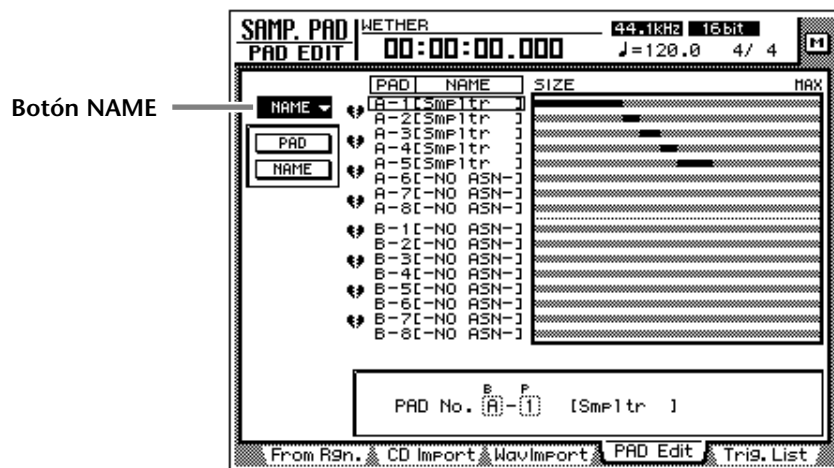 SAMP. PAD WETHER 44.1kHz 16bit
PAD EDIT 00:00:00.000 ♩=120.0 4/ 4 M
PAD NAME SIZE MAX
Botón NAME
NAME
PAD
NAME
A-1[Smpltr ]
A-2[Smpltr ]
A-3[Smpltr ]
A-4[Smpltr ]
A-5[Smpltr ]
A-6[-NO ASN-]
A-7[-NO ASN-]
A-8[-NO ASN-]
B-1[-NO ASN-]
B-2[-NO ASN-]
B-3[-NO ASN-]
B-4[-NO ASN-]
B-5[-NO ASN-]
B-6[-NO ASN-]
B-7[-NO ASN-]
B-8[-NO ASN-]
B P
PAD No. A-1 [Smpltr ]
From Rgn. CD Import WavImport PAD Edit Trig. List